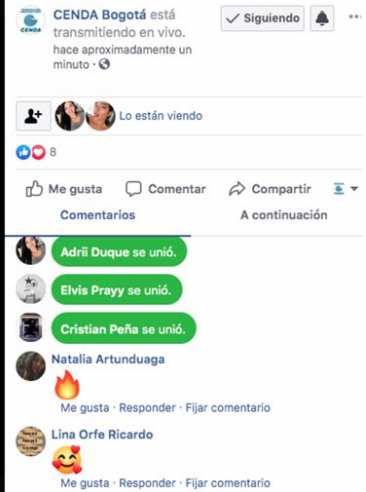 CENDA Bogotá está
transmitiendo en vivo.
hace aproximadamente un
minuto ·
Siguiendo
CENDA
Lo están viendo
8
Me gusta Comentar Compartir
Comentarios A continuación
Adrii Duque se unió.
Elvis Prayy se unió.
Cristian Peña se unió.
Natalia Artunduaga
🔥
Me gusta · Responder · Fijar comentario
Lina Orfe Ricardo
🥰
Me gusta · Responder · Fijar comentario